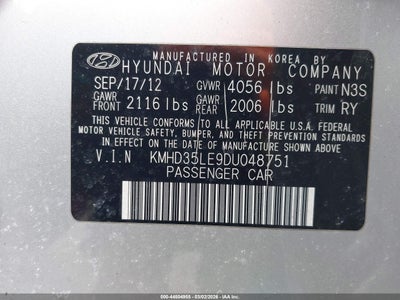 MANUFACTURED IN KOREA BY
HYUNDAI MOTOR COMPANY
SEP/17/12 GVWR 4056 lbs PAINT N3S
GAWR FRONT 2116 lbs GAWR REAR 2006 lbs TRIM RY
THIS VEHICLE CONFORMS TO ALL APPLICABLE U.S.A. FEDERAL
MOTOR VEHICLE SAFETY, BUMPER, AND THEFT PREVENTION STANDARDS
IN EFFECT ON THE DATE OF MANUFACTURE SHOWN ABOVE.
V.I.N KMHD35LE9DU048751
PASSENGER CAR
500-44604955 - 03/02/2026 - IAA Inc.